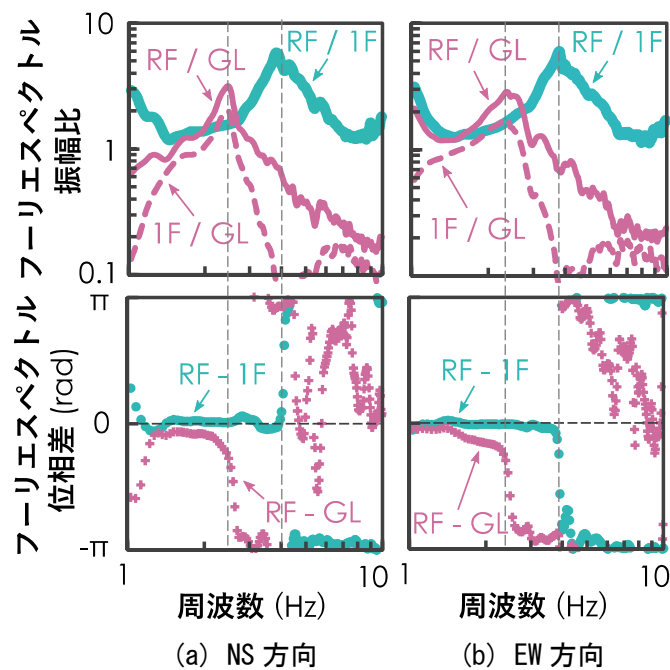 フーリエスペクトル
振幅比
10
1
0.1
RF / GL
RF / 1F
1F / GL
RF / GL
RF / 1F
1F / GL
フーリエスペクトル
位相差 (rad)
π
0
-π
RF - 1F
RF - GL
RF - 1F
RF - GL
1
10
1
10
周波数 (Hz)
周波数 (Hz)
(a) NS 方向
(b) EW 方向